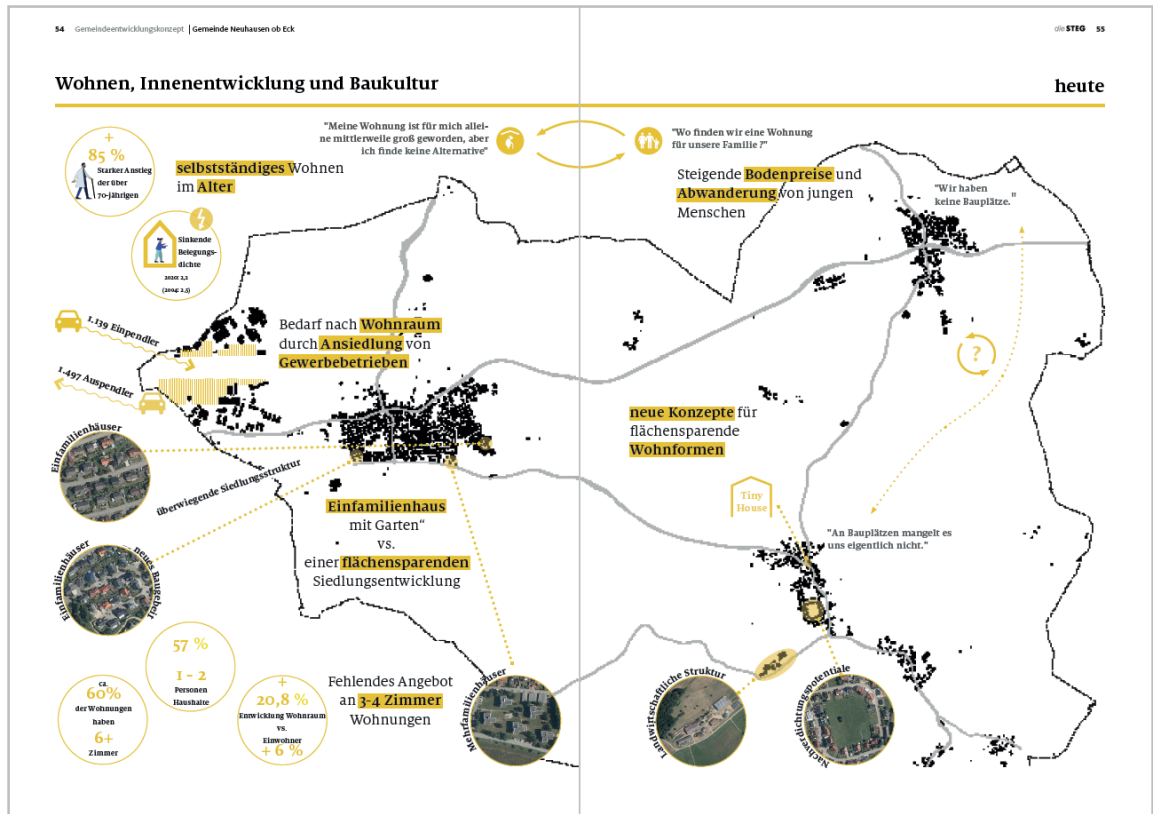 54 Gemeindeentwicklungskonzept | Gemeinde Neuhausen ob Eck
die STEG 55
Wohnen, Innenentwicklung und Baukultur
heute
+
85 %
Starker Anstieg
der über
70-jährigen
selbstständiges Wohnen
im Alter
"Meine Wohnung ist für mich allei-
ne mittlerweile groß geworden, aber
ich finde keine Alternative"
"Wo finden wir eine Wohnung
für unsere Familie ?"
Steigende Bodenpreise und
Abwanderung von jungen
Menschen
"Wir haben
keine Bauplätze."
Sinkende
Belegungs-
dichte
2020: 2,2
(2004: 2,5)
1.139 Einpendler
1.497 Auspendler
Bedarf nach Wohnraum
durch Ansiedlung von
Gewerbebetrieben
?
neue Konzepte für
flächensparende
Wohnformen
Einfamilienhäuser
überwiegende Siedlungsstruktur
Tiny
House
Einfamilienhaus
mit Garten“
vs.
einer flächensparenden
Siedlungsentwicklung
"An Bauplätzen mangelt es
uns eigentlich nicht."
Einfamilienhäuser
neues Baugebeit
57 %
1 - 2
Personen
Haushalte
ca.
60%
der Wohnungen
haben
6+
Zimmer
+
20,8 %
Entwicklung Wohnraum
vs.
Einwohner
+ 6 %
Fehlendes Angebot
an 3-4 Zimmer
Wohnungen
Mehrfamilienhäuser
Landwirtschaftliche Struktur
Nachverdichtungspotentiale